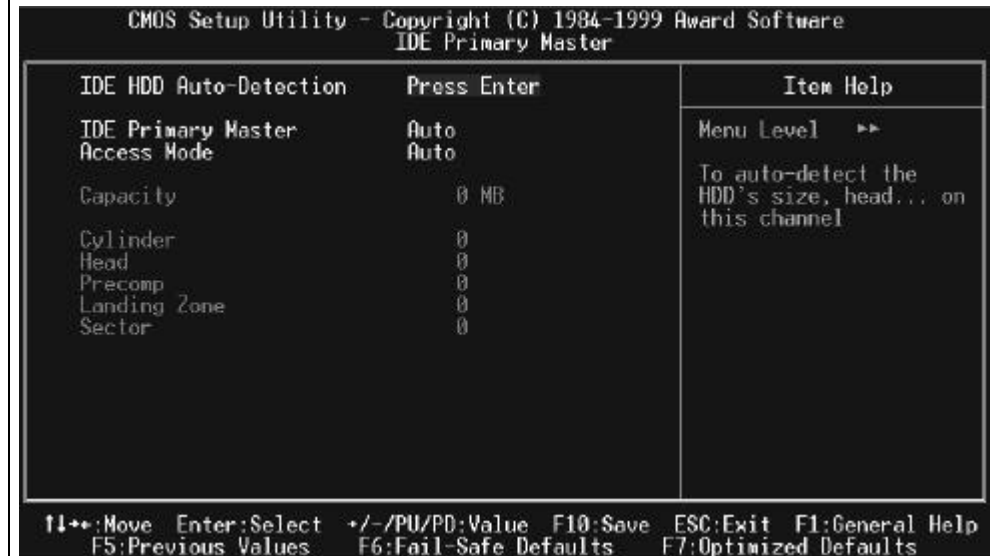 CMOS Setup Utility - Copyright (C) 1984-1999 Award Software
IDE Primary Master
IDE HDD Auto-Detection Press Enter
Item Help
IDE Primary Master Auto
Access Mode Auto
Capacity 0 MB
Cylinder 0
Head 0
Precomp 0
Landing Zone 0
Sector 0
Menu Level ▸▸
To auto-detect the
HDD's size, head... on
this channel
↑↓→←:Move Enter:Select +/-/PU/PD:Value F10:Save ESC:Exit F1:General Help
F5:Previous Values F6:Fail-Safe Defaults F7:Optimized Defaults